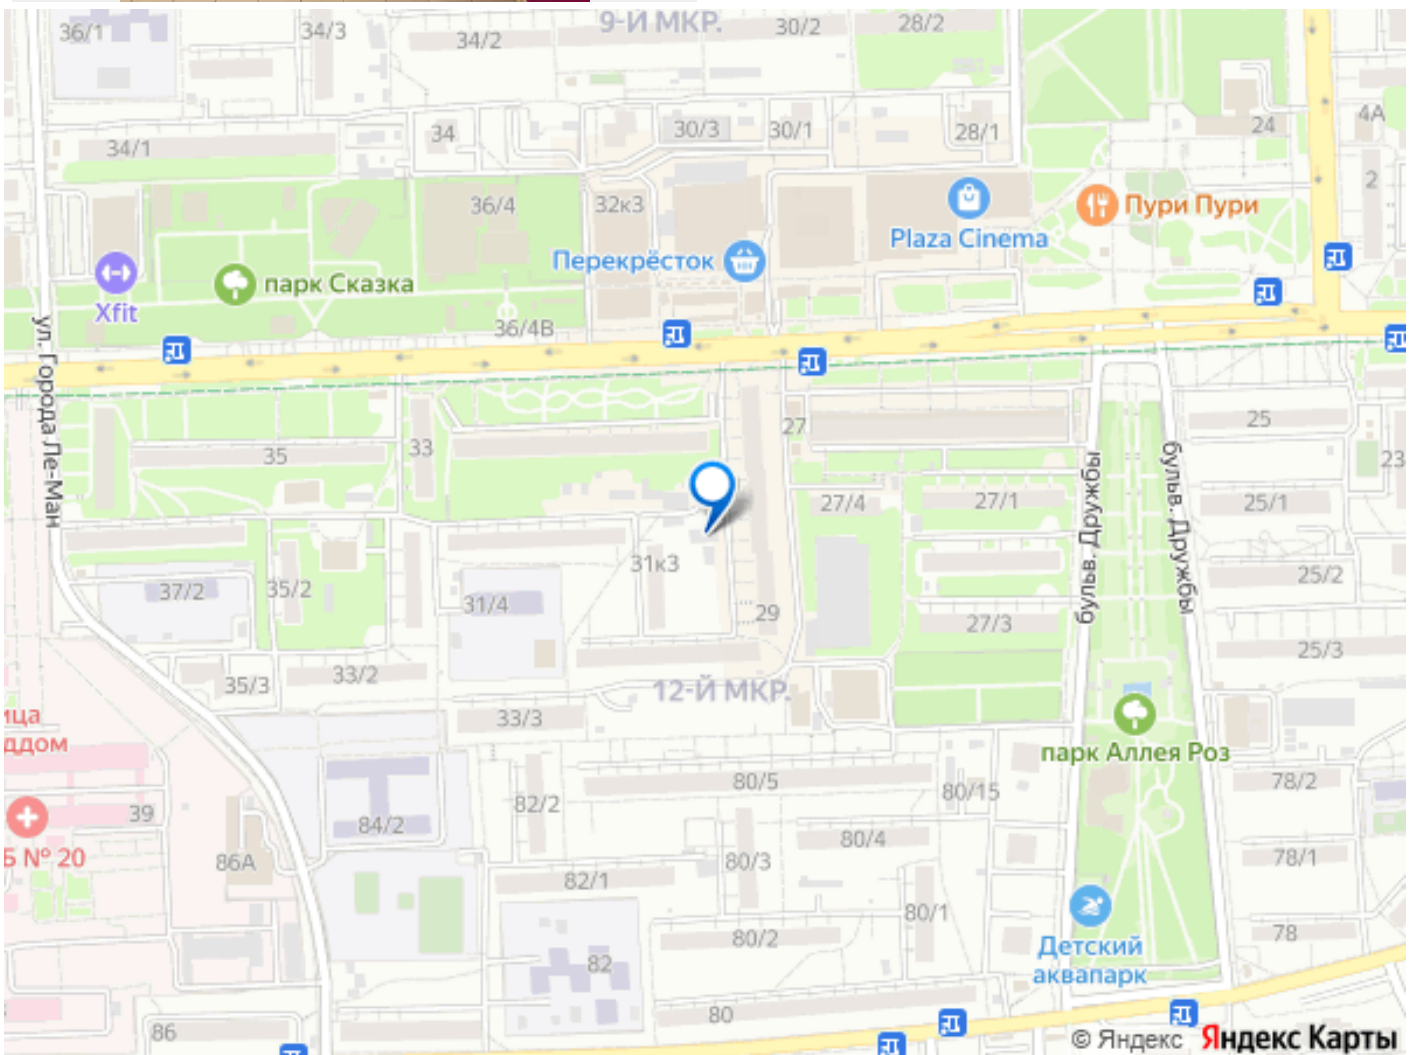 9-Й МКР.
36/1
34/3
34/2
30/2
28/2
34
30/3
30/1
28/1
24
4А
34/1
2
36/4
32к3
Пури Пури
Plaza Cinema
Перекрёсток
парк Сказка
Xfit
36/4В
ул. Города Ле-Ман
35
33
27
25
23
27/4
27/1
25/1
бульв. Дружбы
бульв. Дружбы
31к3
37/2
35/2
31/4
29
27/3
25/2
25/3
35/3
33/2
12-Й МКР.
33/3
ица
ддом
парк Аллея Роз
80/5
80/15
78/2
82/2
39
84/2
80/4
Б № 20
86А
80/3
78/1
82/1
80/1
80/2
78
Детский
аквапарк
82
80
86
© Яндекс Яндекс Карты